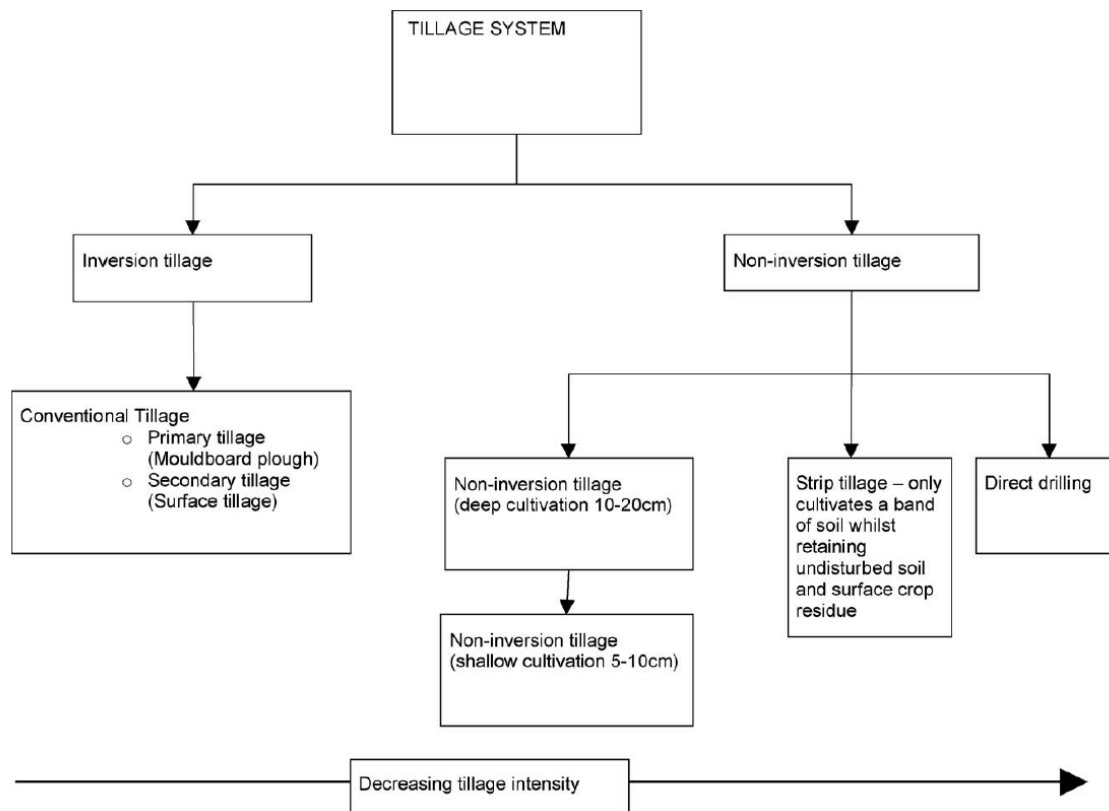 TILLAGE SYSTEM
Inversion tillage
Non-inversion tillage
Conventional Tillage
o Primary tillage
(Mouldboard plough)
o Secondary tillage
(Surface tillage)
Non-inversion tillage
(deep cultivation 10-20cm)
Strip tillage – only
cultivates a band
of soil whilst
retaining
undisturbed soil
and surface crop
residue
Direct drilling
Non-inversion tillage
(shallow cultivation 5-10cm)
Decreasing tillage intensity